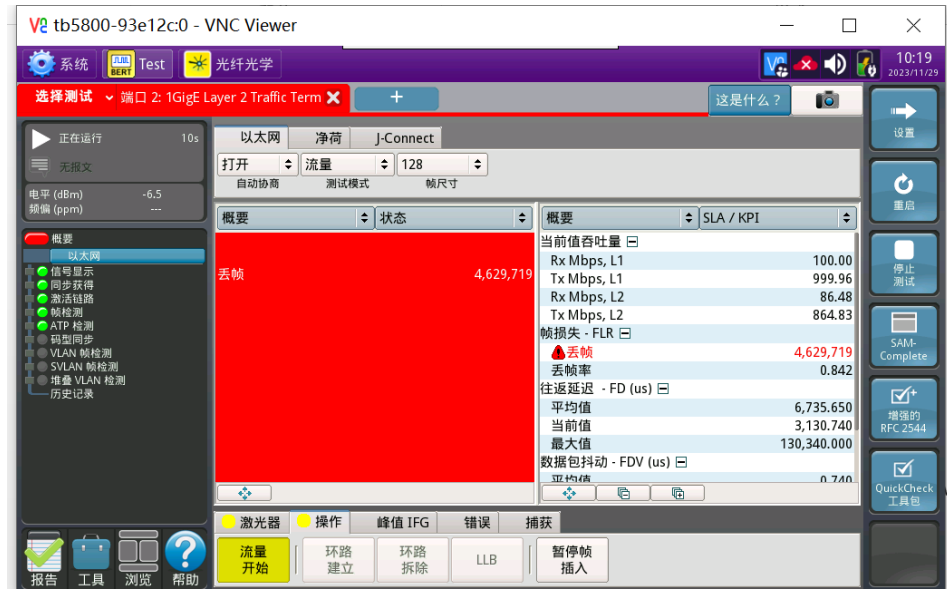 tb5800-93e12c:0 - VNC Viewer
系统 BERT Test 光纤光学 10:19
2023/11/29
选择测试 端口 2: 1GigE Layer 2 Traffic Term + 这是什么？
正在运行 10s
无报文
电平 (dBm) -6.5
频偏 (ppm) ---
概要
以太网
信号显示
同步获得
激活链路
帧检测
ATP 检测
码型同步
VLAN 帧检测
SVLAN 帧检测
堆叠 VLAN 检测
历史记录
以太网 净荷 J-Connect
打开 流量 128
自动协商 测试模式 帧尺寸
概要 状态
丢帧 4,629,719
概要 SLA / KPI
当前值吞吐量
Rx Mbps, L1 100.00
Tx Mbps, L1 999.96
Rx Mbps, L2 86.48
Tx Mbps, L2 864.83
帧损失 - FLR
丢帧 4,629,719
丢帧率 0.842
往返延迟 - FD (us)
平均值 6,735.650
当前值 3,130.740
最大值 130,340.000
数据包抖动 - FDV (us)
平均值 0.740
激光器 操作 峰值 IFG 错误 捕获
流量
开始
环路
建立
环路
拆除
LLB
暂停帧
插入
报告 工具 浏览 帮助
设置
重启
停止
测试
SAM-
Complete
增强的
RFC 2544
QuickCheck
工具包